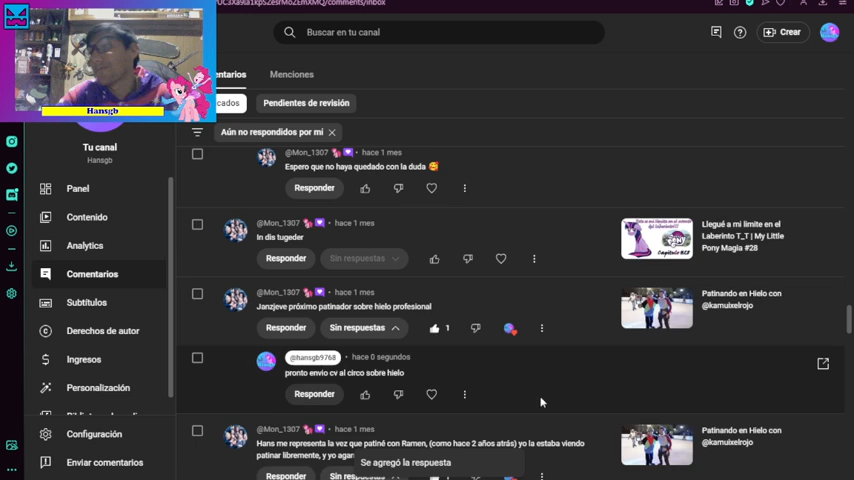 UC3Xa9ia1kpSZesrMoZEmXMQ/comments/inbox
Buscar en tu canal
Crear
Hansgb
entarios
Menciones
cados
Pendientes de revisión
Aún no respondidos por mí
Tu canal
Hansgb
Panel
Contenido
Analytics
Comentarios
Subtítulos
Derechos de autor
Ingresos
Personalización
Configuración
Enviar comentarios
@Mon_1307 • hace 1 mes
Espero que no haya quedado con la duda 🥰
Responder
@Mon_1307 • hace 1 mes
In dis tugeder
Responder
Sin respuestas
Llegué a mi limite en el
Laberinto T_T | My Little
Pony Magia #28
@Mon_1307 • hace 1 mes
Janzjeve próximo patinador sobre hielo profesional
Responder
Sin respuestas
1
Patinando en Hielo con
@kamuixelrojo
@hansgb9768 • hace 0 segundos
pronto envio cv al circo sobre hielo
Responder
@Mon_1307 • hace 1 mes
Hans me representa la vez que patiné con Ramen, (como hace 2 años atrás) yo la estaba viendo
patinar libremente, y yo agar
Responder
Sin resp
Patinando en Hielo con
@kamuixelrojo
Se agregó la respuesta